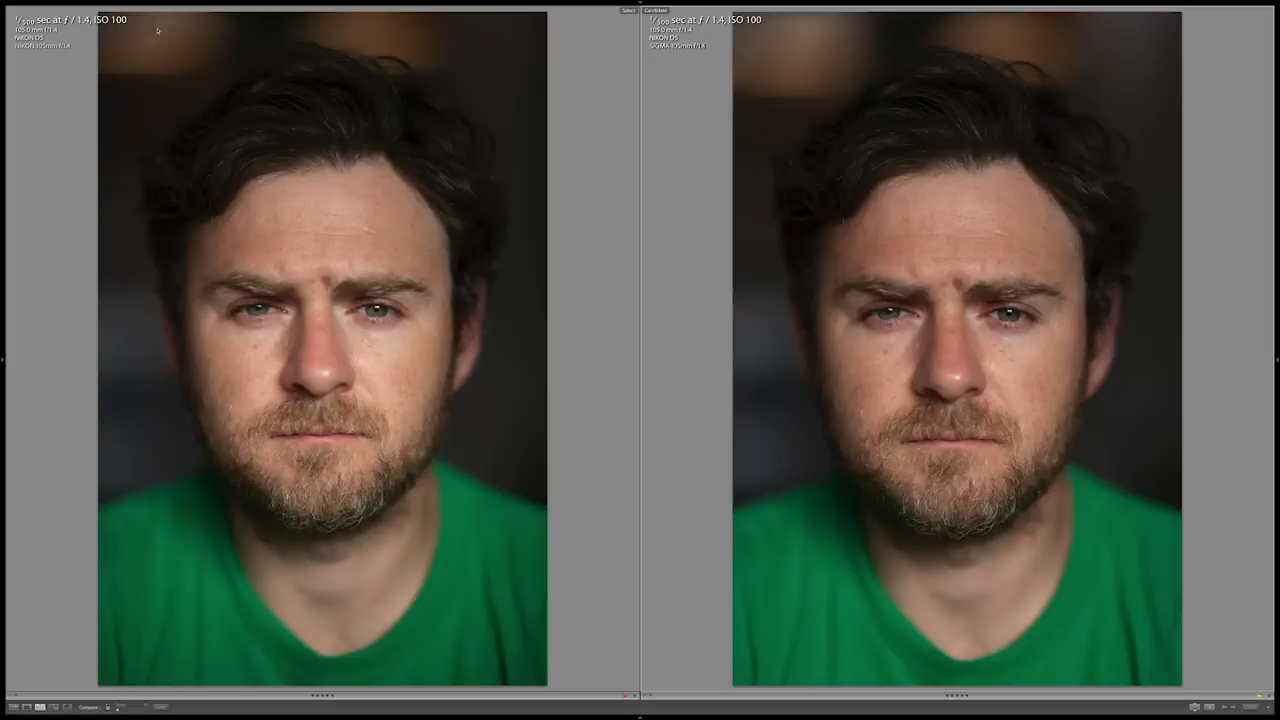 1/500 sec at ƒ / 1.4, ISO 100
105.0 mm f/1.4
NIKON D5
NIKON 105mm f/1.4
Select
Candidate
1/500 sec at ƒ / 1.4, ISO 100
105.0 mm f/1.4
NIKON D5
SIGMA 105mm f/1.4
Compare :